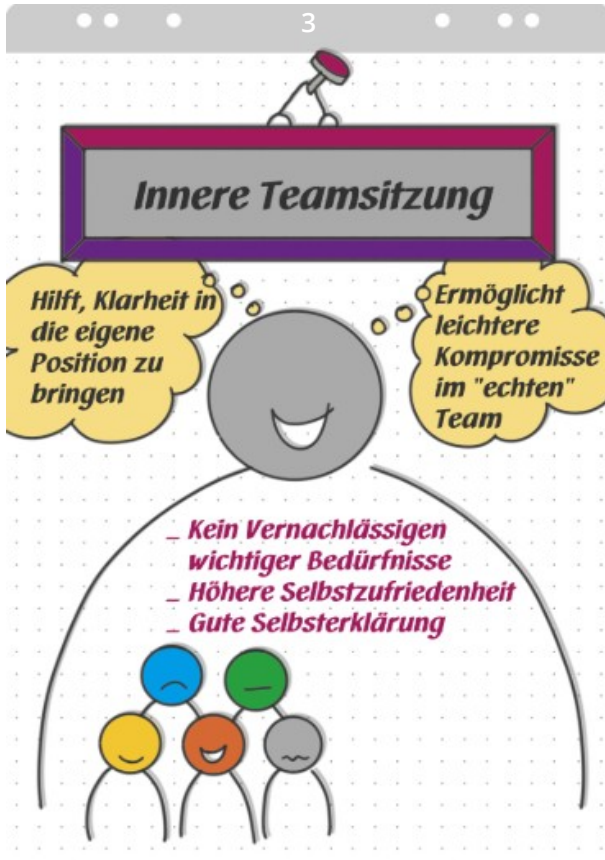 3
Innere Teamsitzung
Hilft, Klarheit in
die eigene
Position zu
bringen
Ermöglicht
leichtere
Kompromisse
im "echten"
Team
_ Kein Vernachlässigen
wichtiger Bedürfnisse
_ Höhere Selbstzufriedenheit
_ Gute Selbsterklärung